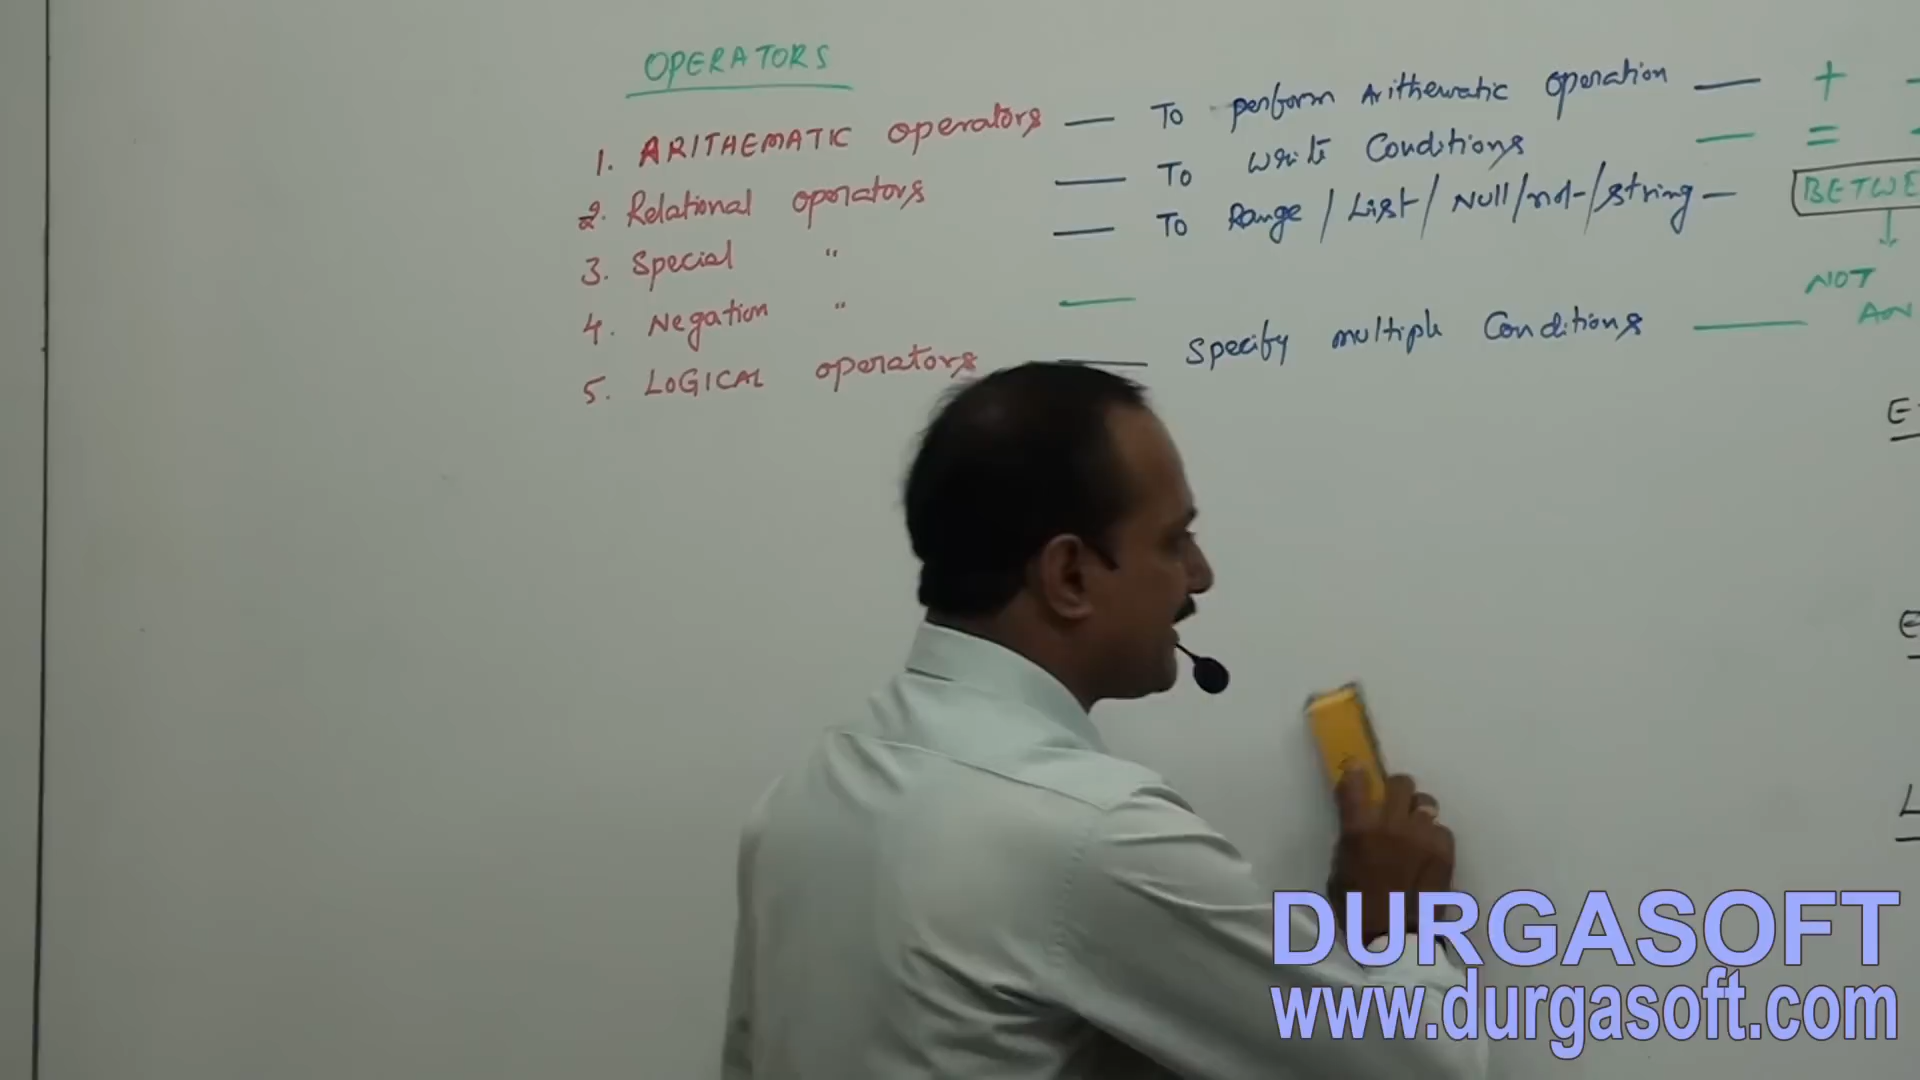 OPERATORS
1. ARITHEMATIC operators — To perform Arithematic operation — +
2. Relational operators — To write Conditions — =
3. Special " — To Range / List / Null / not / string — BETWE
4. Negation " — NOT
5. LOGICAL operators — Specify multiple Conditions — AN
E
E
L
DURGASOFT
www.durgasoft.com